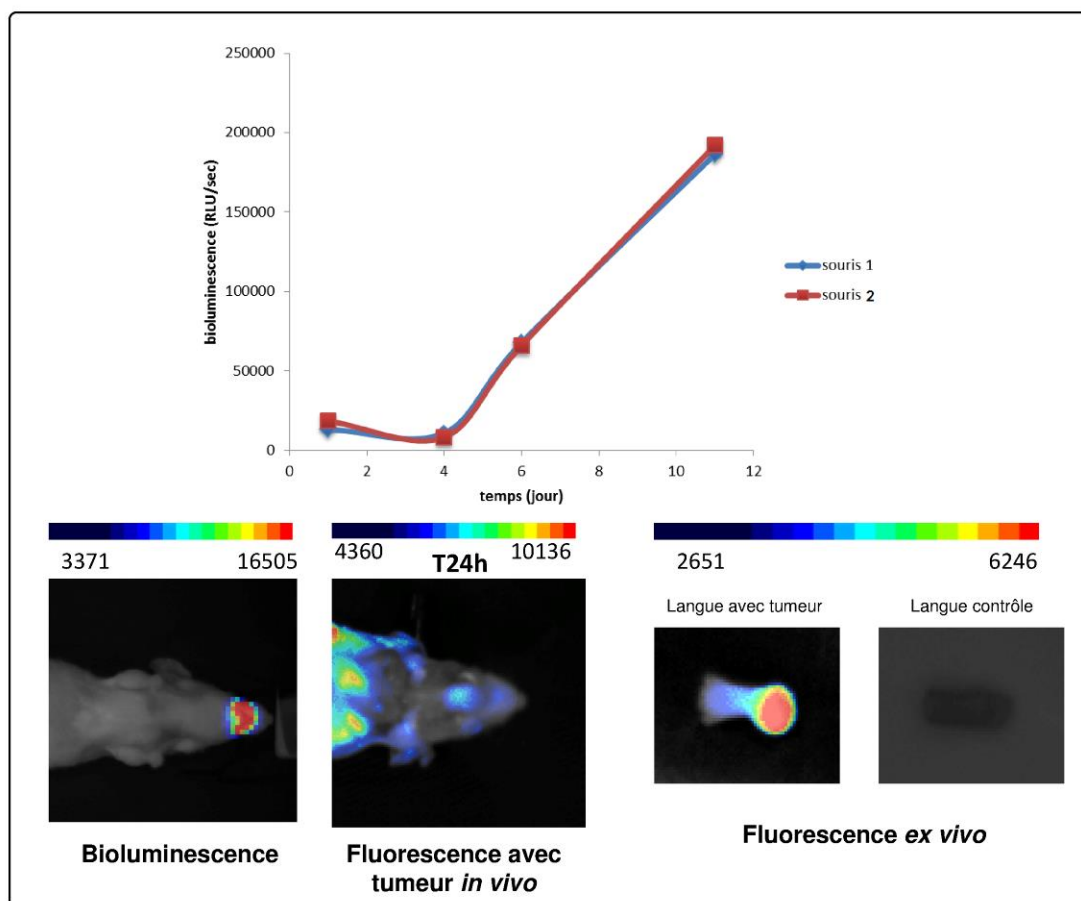 250000
200000
150000
100000
50000
0
bioluminescence (RLU/sec)
0 2 4 6 8 10 12
temps (jour)
souris 1
souris 2
3371 16505
4360 10136
T24h
2651 6246
Langue avec tumeur
Langue contrôle
Bioluminescence
Fluorescence avec
tumeur in vivo
Fluorescence ex vivo